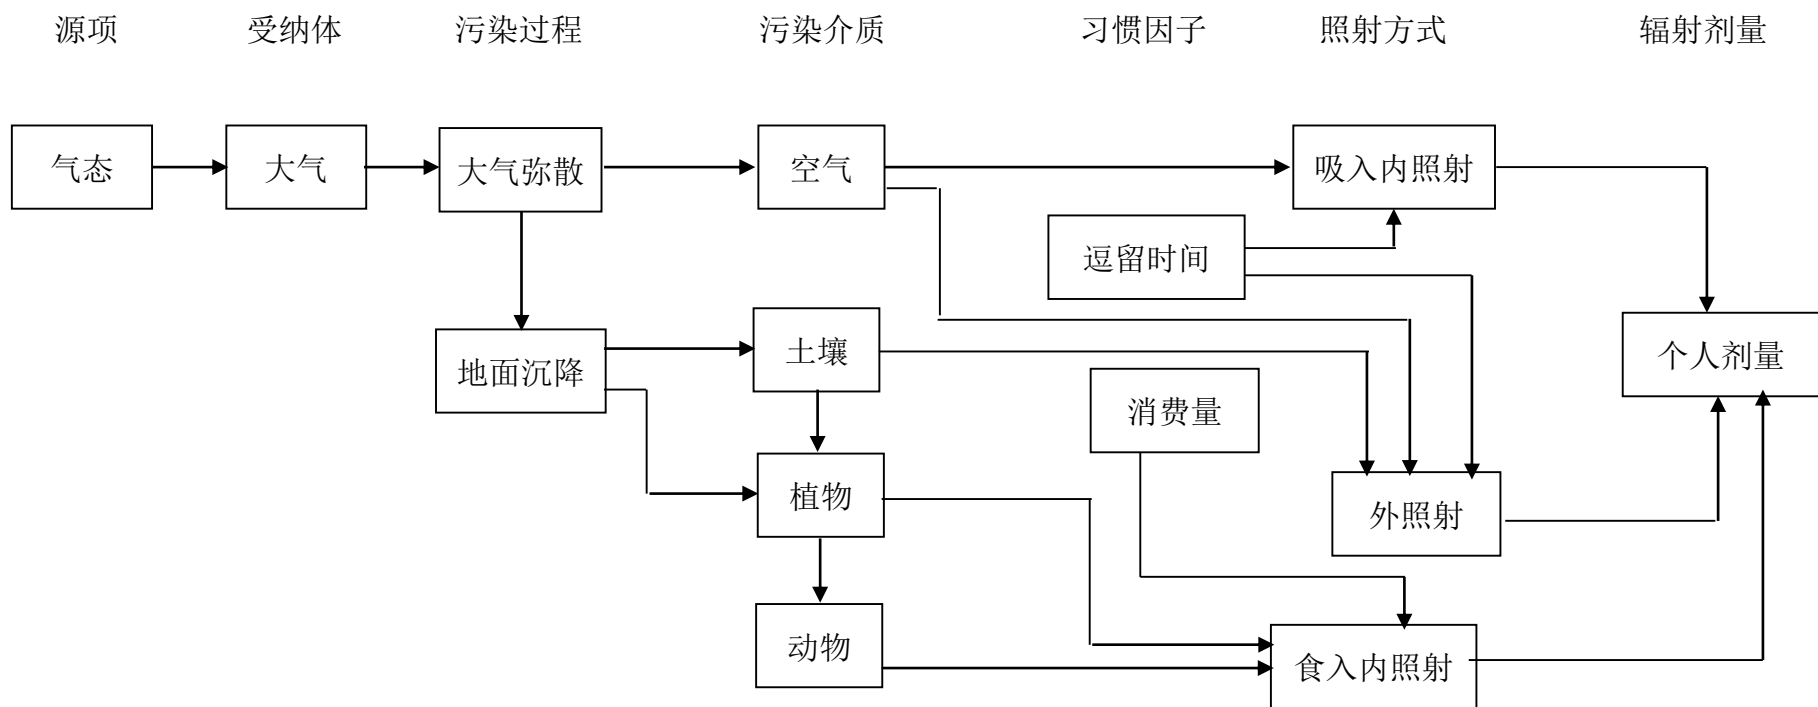 源项 受纳体 污染过程 污染介质 习惯因子 照射方式 辐射剂量
气态 大气 大气弥散 空气 吸入内照射
逗留时间
地面沉降 土壤 个人剂量
消费量
植物 外照射
动物 食入内照射